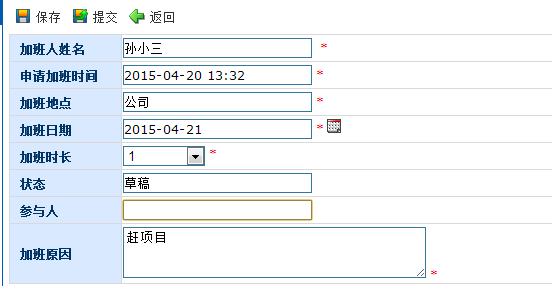 保存 提交 返回
加班人姓名 孙小三 *
申请加班时间 2015-04-20 13:32 *
加班地点 公司 *
加班日期 2015-04-21 *
加班时长 1 *
状态 草稿
参与人
加班原因 赶项目 *